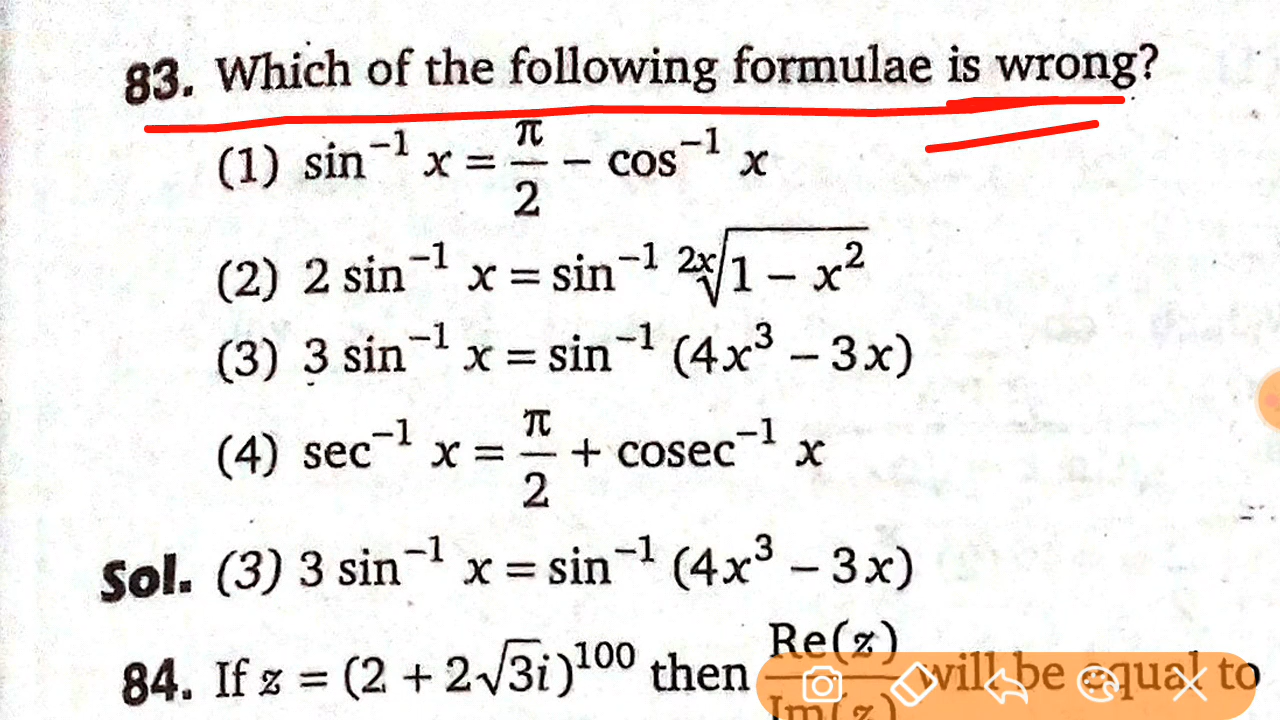 83. Which of the following formulae is wrong?
(1) sin⁻¹ x = π/2 – cos⁻¹ x
(2) 2 sin⁻¹ x = sin⁻¹ ²ˣ√(1 – x²)
(3) 3 sin⁻¹ x = sin⁻¹ (4x³ – 3x)
(4) sec⁻¹ x = π/2 + cosec⁻¹ x
Sol. (3) 3 sin⁻¹ x = sin⁻¹ (4x³ – 3x)
84. If z = (2 + 2√3i)¹⁰⁰ then Re(z)/Im(z) will be equal to